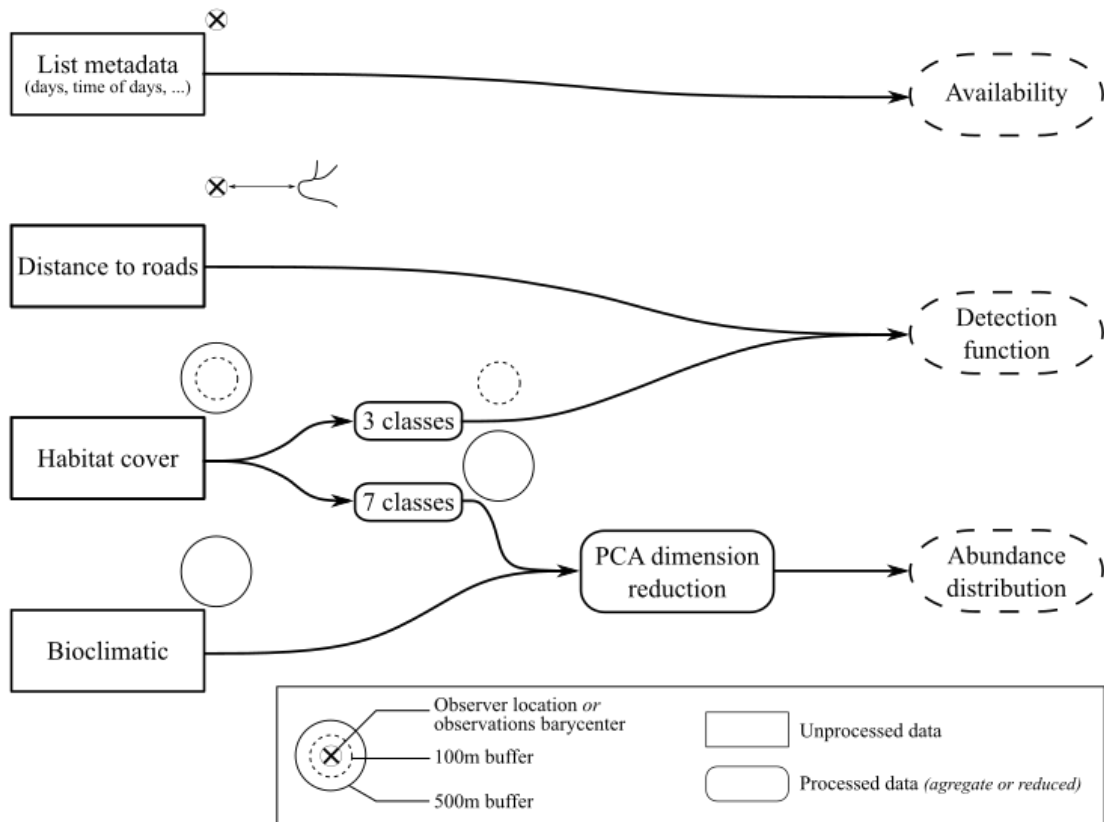 List metadata
(days, time of days, ...)
Availability
Distance to roads
Detection
function
Habitat cover
3 classes
7 classes
PCA dimension
reduction
Abundance
distribution
Bioclimatic
Observer location or
observations barycenter
100m buffer
500m buffer
Unprocessed data
Processed data (agregate or reduced)